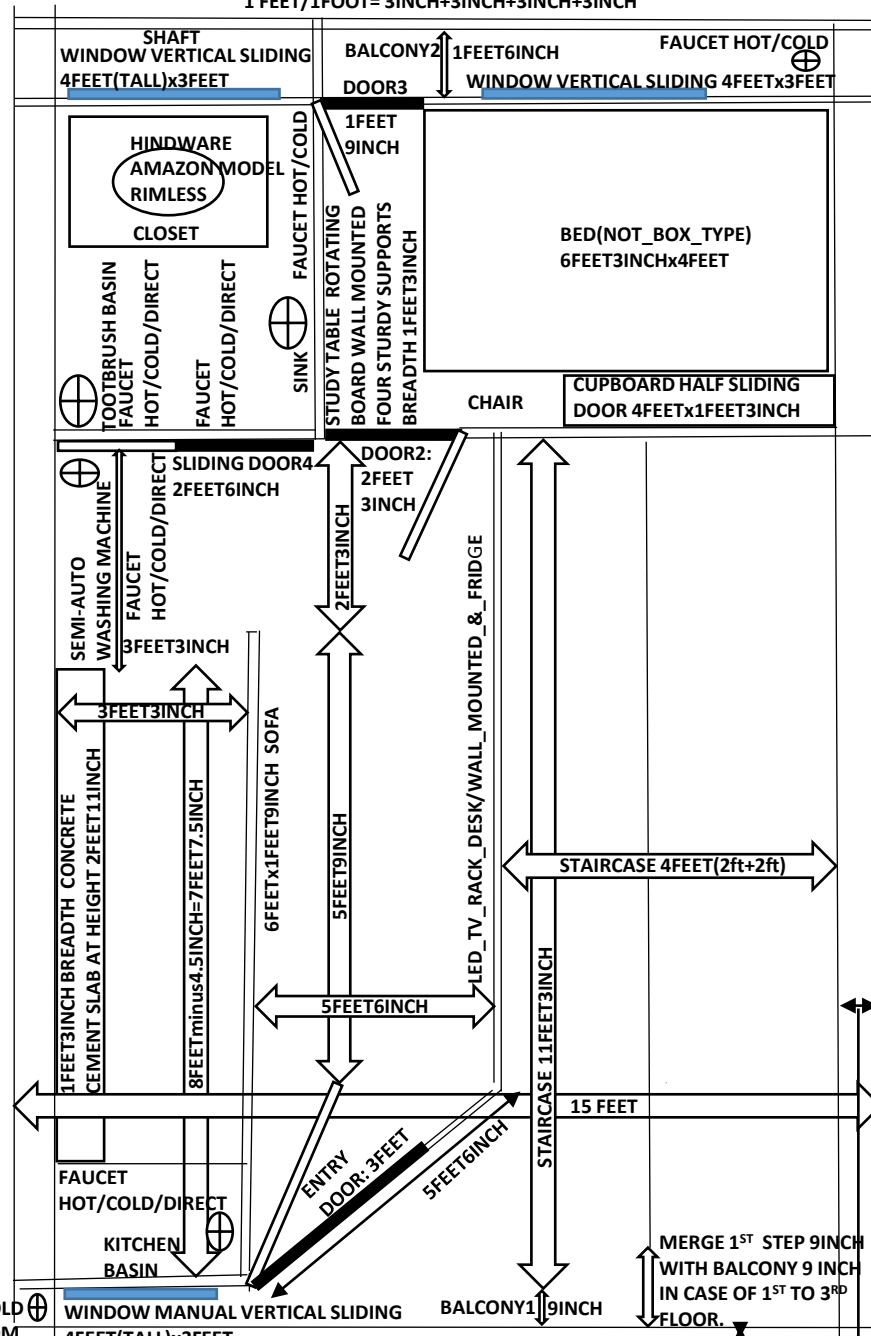 1 FEET/1FOOT= 3INCH+3INCH+3INCH+3INCH
SHAFT
WINDOW VERTICAL SLIDING
4FEET(TALL)x3FEET
BALCONY2
1FEET6INCH
FAUCET HOT/COLD
WINDOW VERTICAL SLIDING 4FEETx3FEET
DOOR3
1FEET
9INCH
HINDWARE
AMAZON MODEL
RIMLESS
CLOSET
FAUCET HOT/COLD
SINK
STUDY TABLE ROTATING
BOARD WALL MOUNTED
FOUR STURDY SUPPORTS
BREADTH 1FEET3INCH
BED(NOT_BOX_TYPE)
6FEET3INCHx4FEET
TOOTBRUSH BASIN
FAUCET
HOT/COLD/DIRECT
FAUCET
HOT/COLD/DIRECT
CHAIR
CUPBOARD HALF SLIDING
DOOR 4FEETx1FEET3INCH
SLIDING DOOR4
2FEET6INCH
DOOR2:
2FEET
3INCH
SEMI-AUTO
WASHING MACHINE
FAUCET
HOT/COLD/DIRECT
3FEET3INCH
2FEET3INCH
3FEET3INCH
1FEET3INCH BREADTH CONCRETE
CEMENT SLAB AT HEIGHT 2FEET11INCH
8FEETminus4.5INCH=7FEET7.5INCH
6FEETx1FEET9INCH SOFA
5FEET9INCH
LED_TV_RACK_DESK/WALL_MOUNTED_&_FRIDGE
STAIRCASE 4FEET(2ft+2ft)
5FEET6INCH
STAIRCASE 11FEET3INCH
15 FEET
ENTRY
DOOR: 3FEET
5FEET6INCH
FAUCET
HOT/COLD/DIRECT
KITCHEN
BASIN
MERGE 1ST STEP 9INCH
WITH BALCONY 9 INCH
IN CASE OF 1ST TO 3RD
FLOOR.
WINDOW MANUAL VERTICAL SLIDING
BALCONY1
9INCH